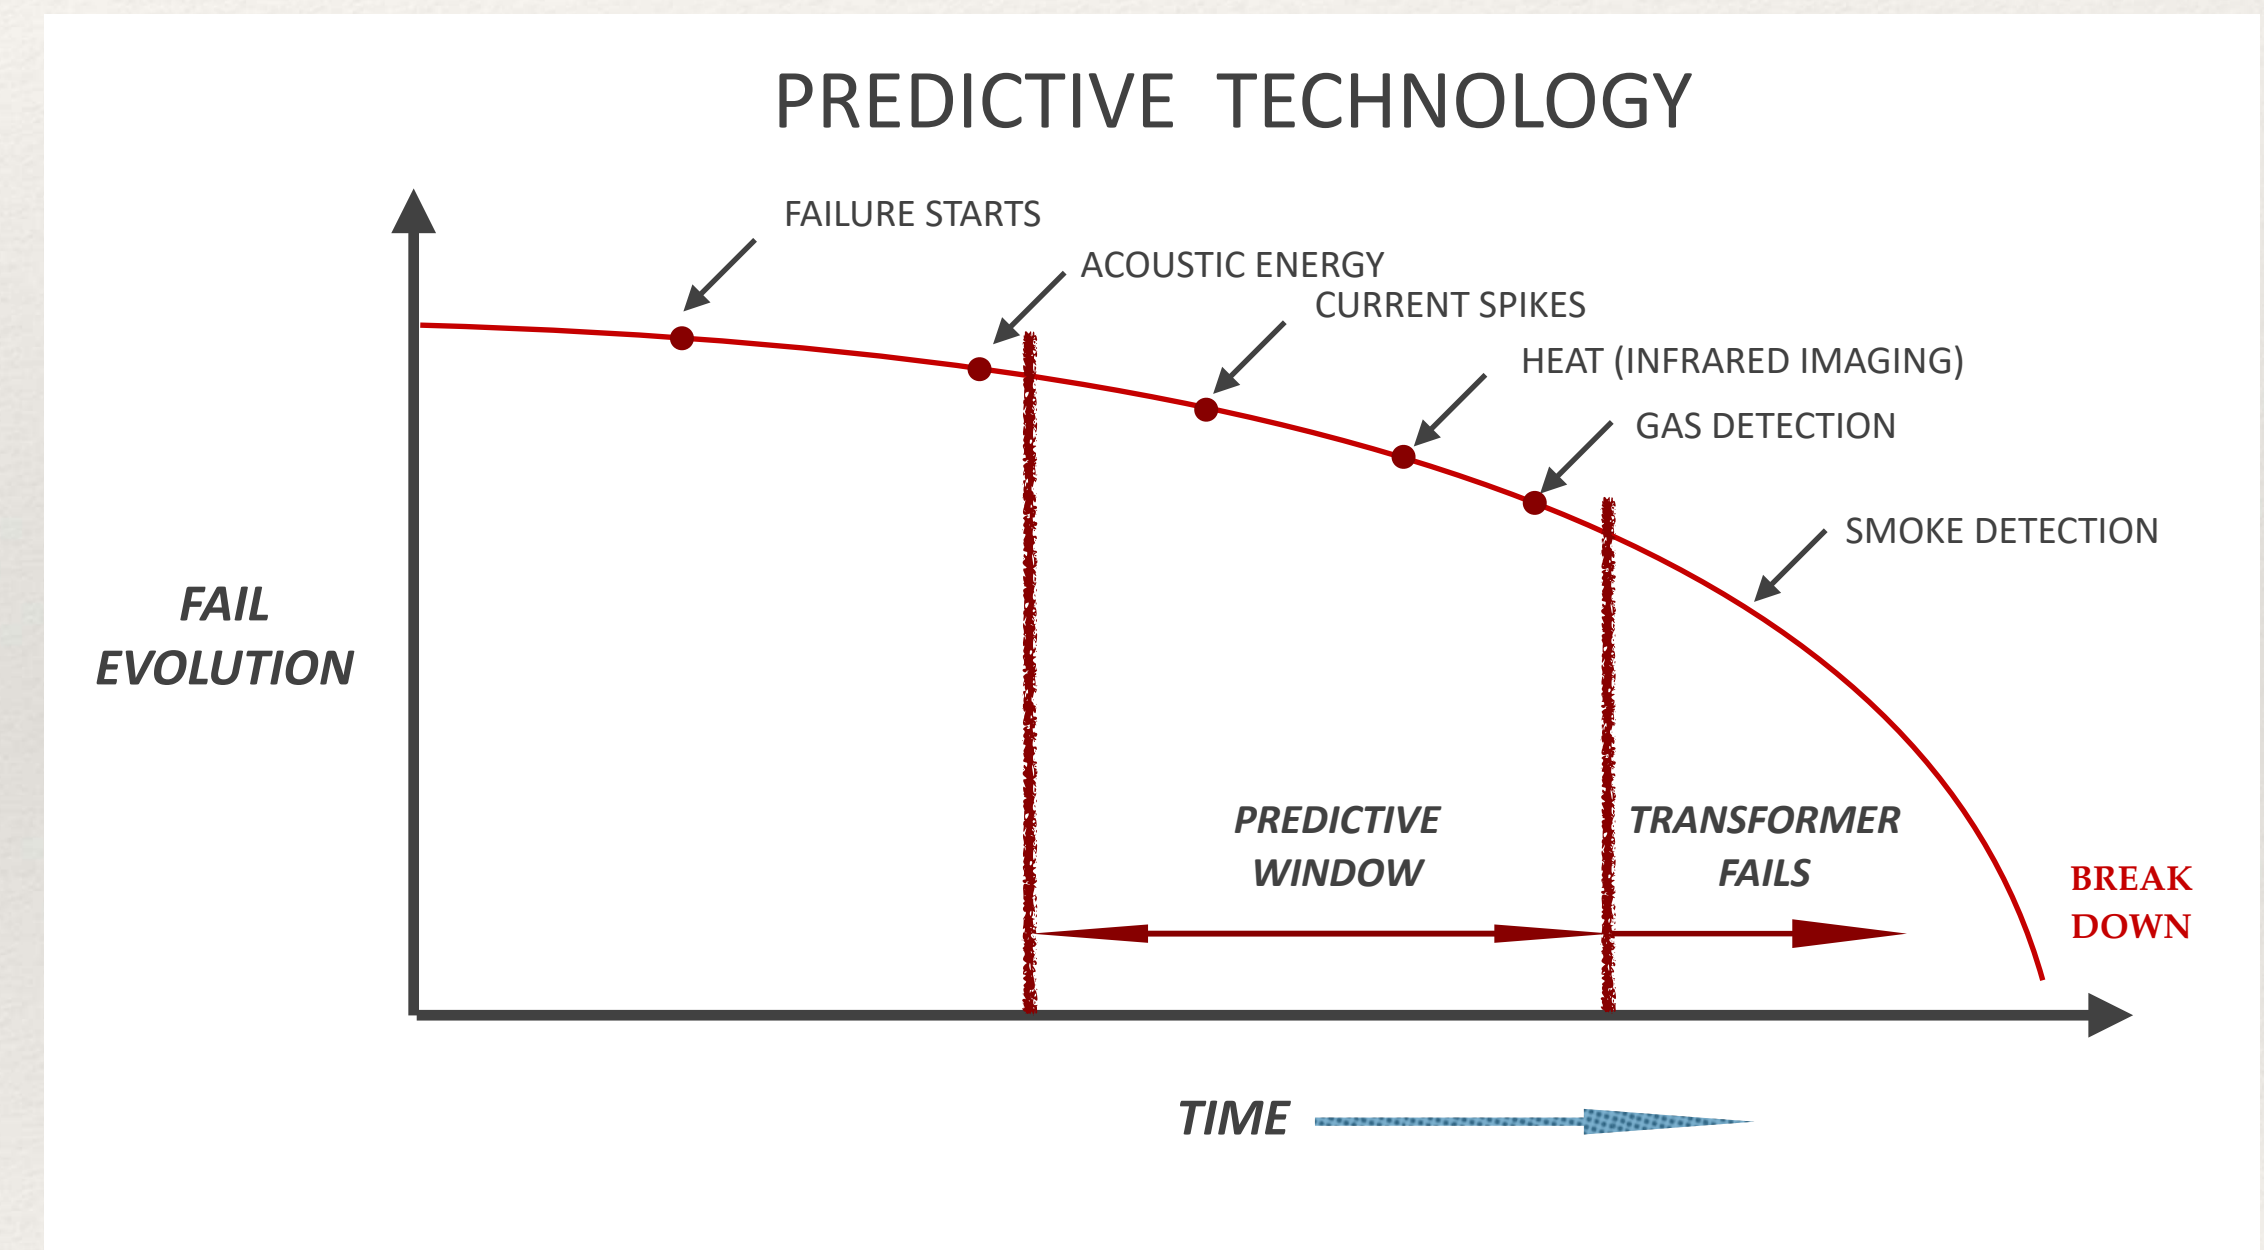 PREDICTIVE TECHNOLOGY
FAILURE STARTS
ACOUSTIC ENERGY
CURRENT SPIKES
HEAT (INFRARED IMAGING)
GAS DETECTION
SMOKE DETECTION
FAIL
EVOLUTION
PREDICTIVE
WINDOW
TRANSFORMER
FAILS
BREAK
DOWN
TIME